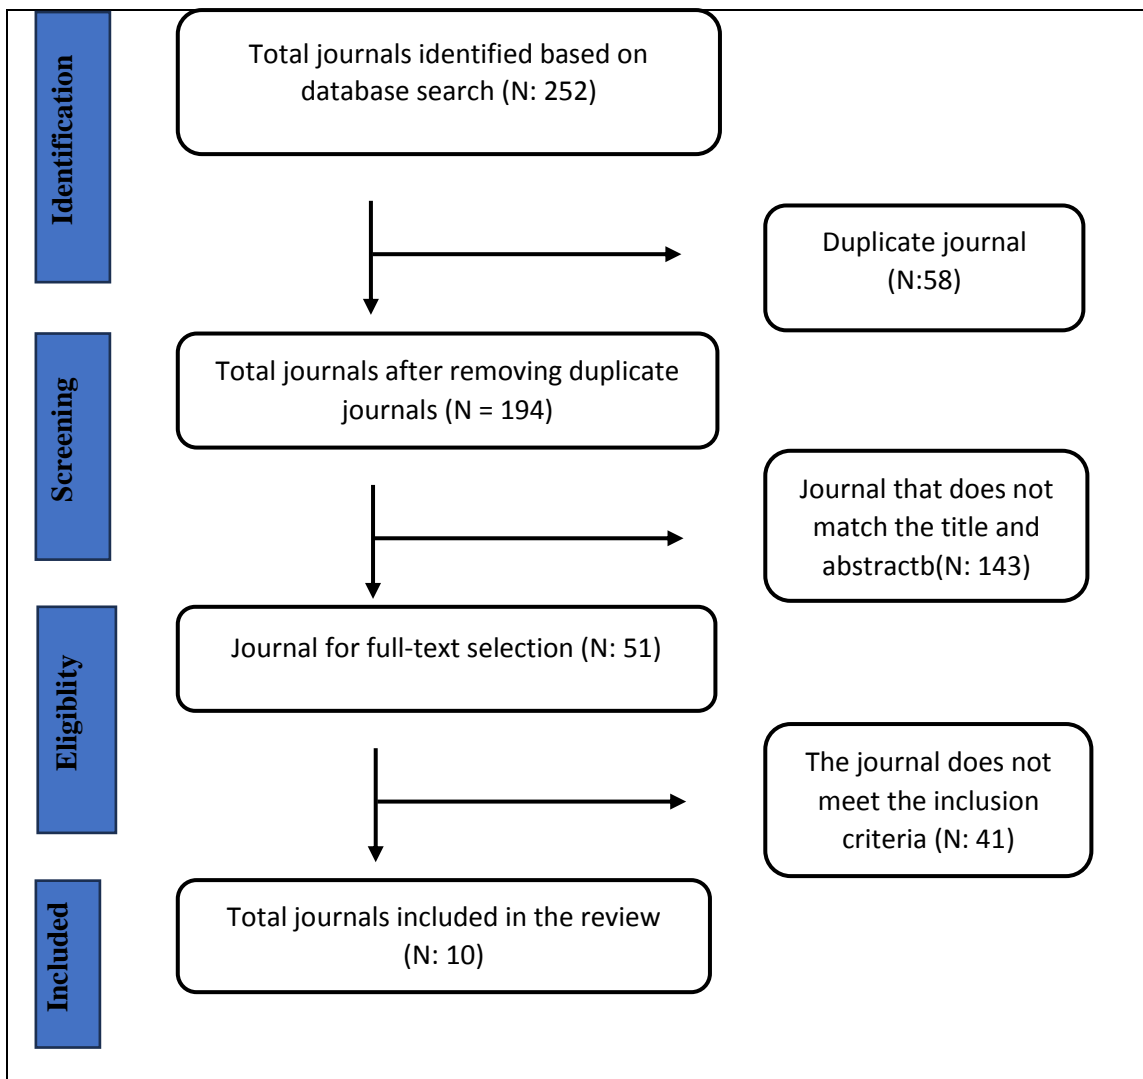 Identification
Total journals identified based on
database search (N: 252)
Duplicate journal
(N:58)
Screening
Total journals after removing duplicate
journals (N = 194)
Journal that does not
match the title and
abstractb(N: 143)
Eligiblity
Journal for full-text selection (N: 51)
The journal does not
meet the inclusion
criteria (N: 41)
Included
Total journals included in the review
(N: 10)